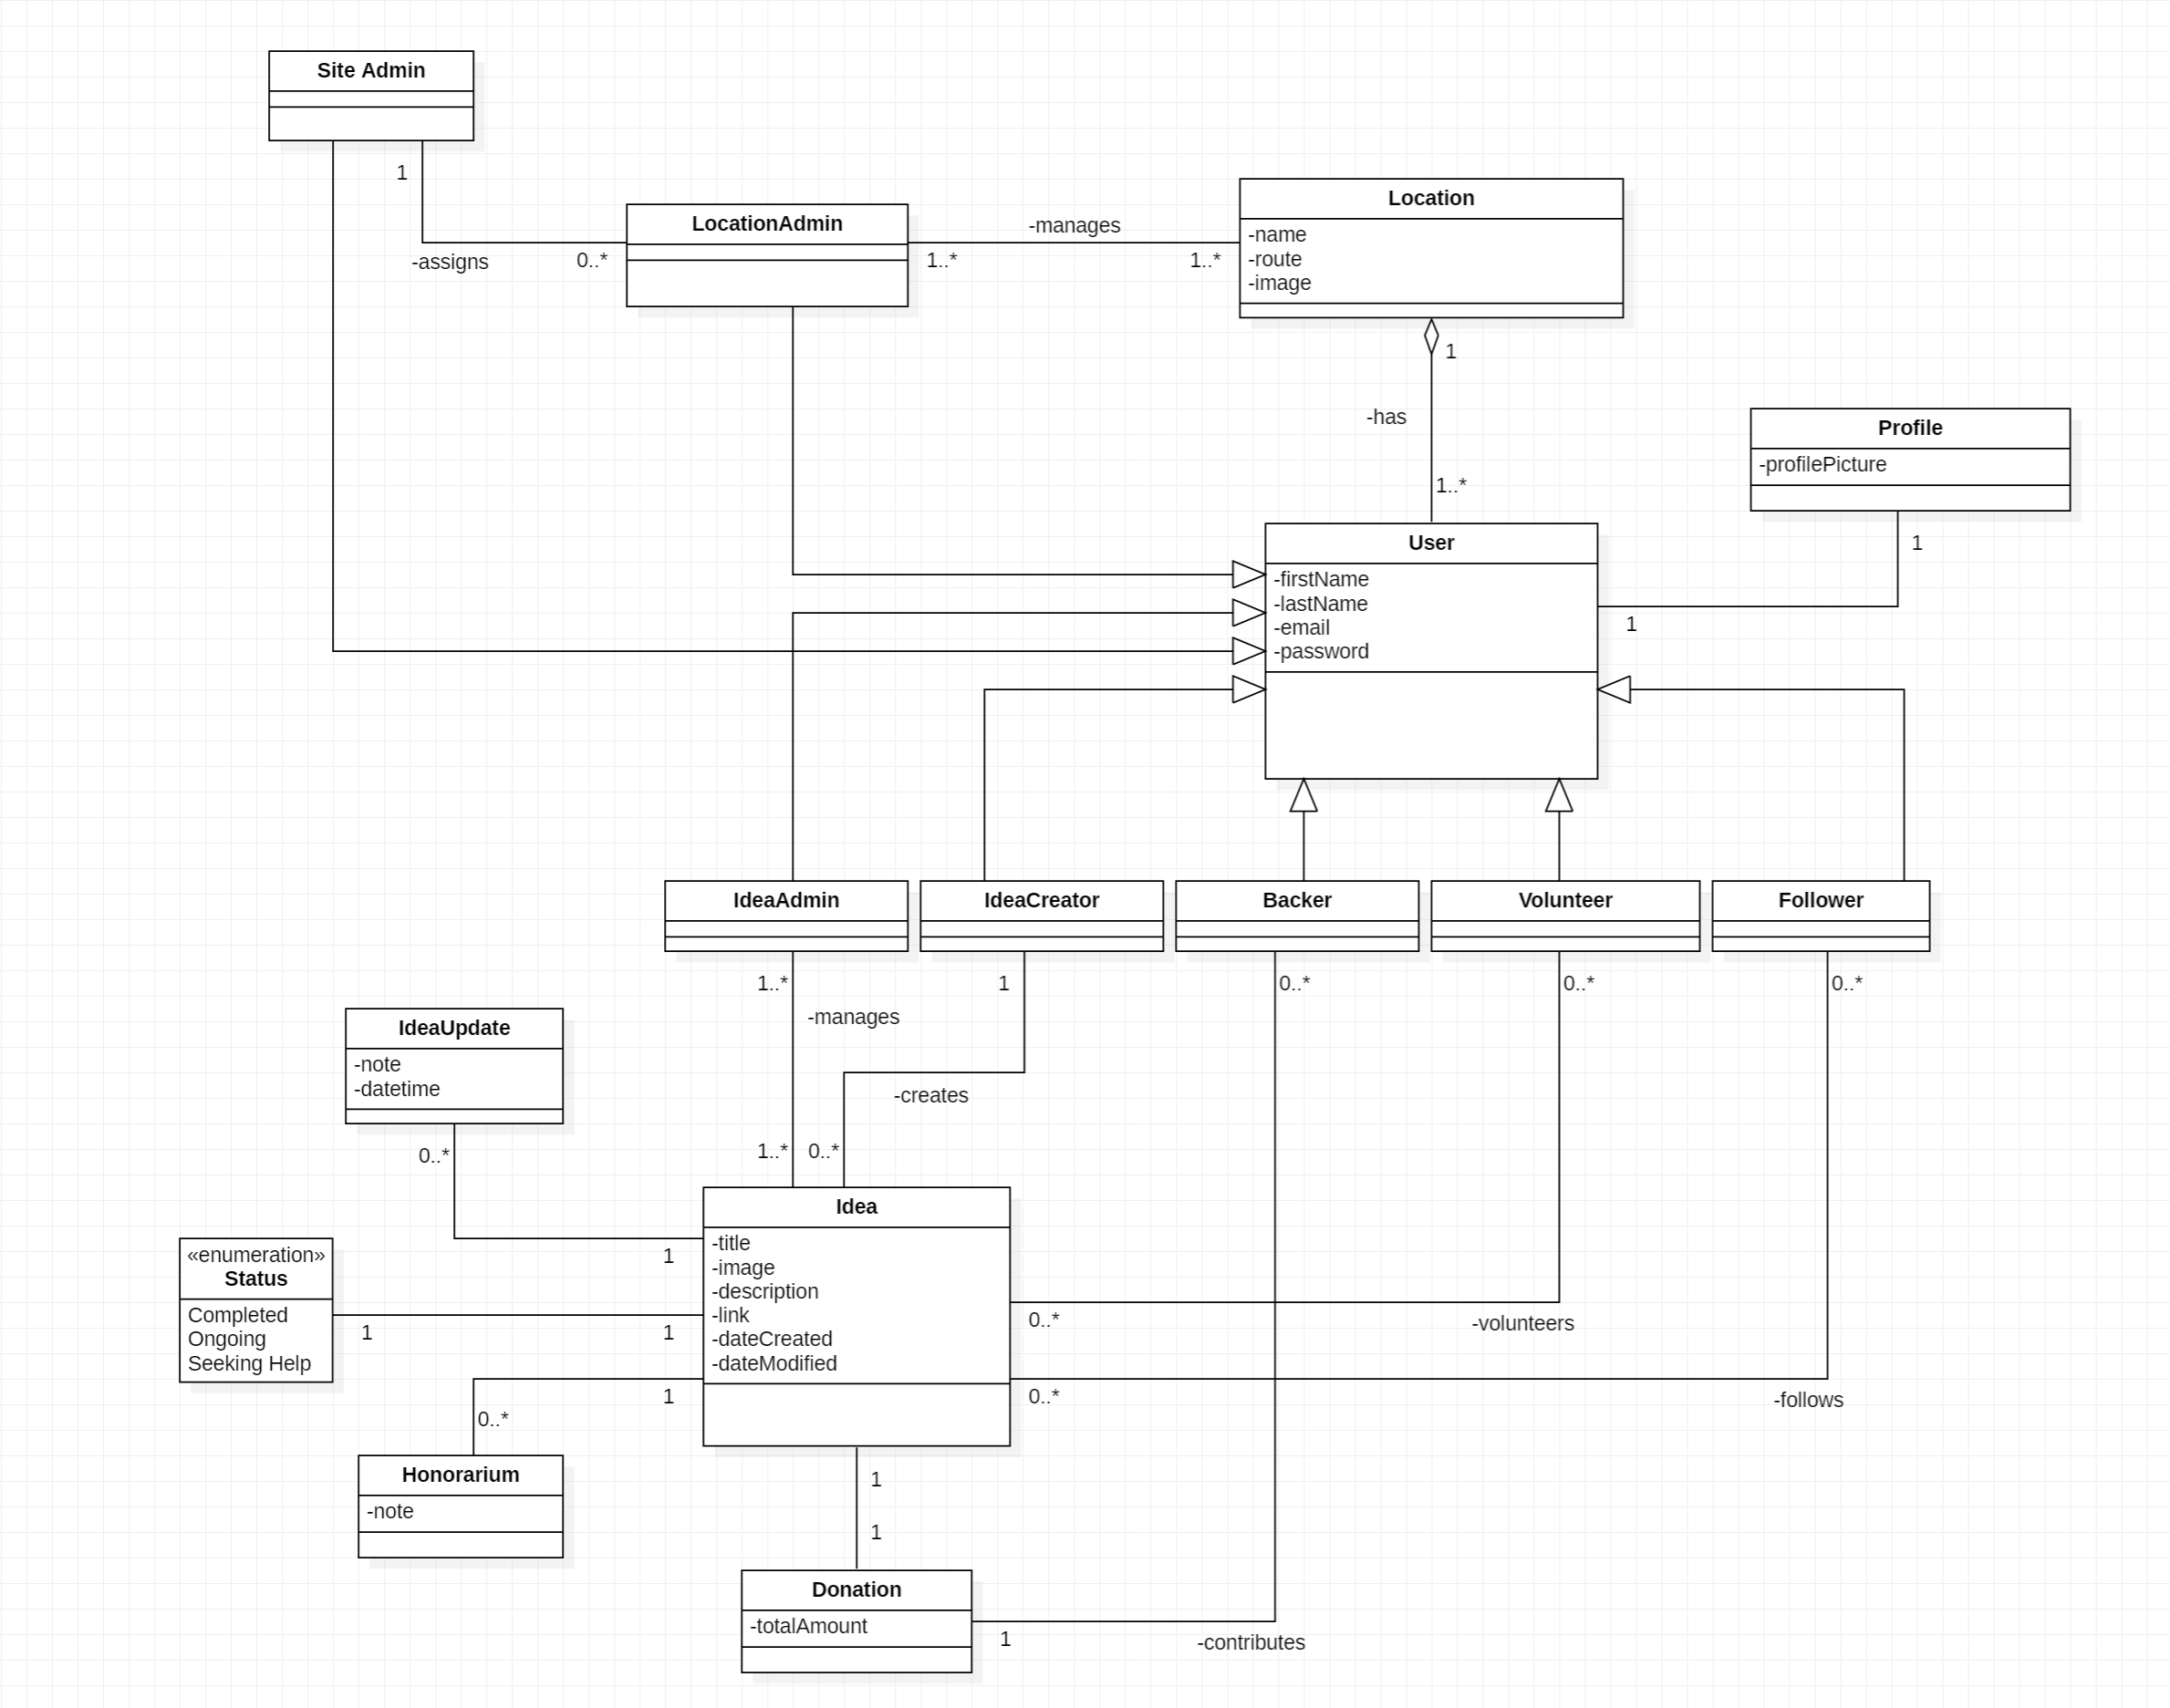 Site Admin
1
-assigns
0..*
LocationAdmin
1..*
-manages
1..*
Location
-name
-route
-image
1
-has
1..*
Profile
-profilePicture
1
1
User
-firstName
-lastName
-email
-password
IdeaAdmin
IdeaCreator
Backer
Volunteer
Follower
1..*
1
0..*
0..*
0..*
-manages
-creates
1..*
0..*
IdeaUpdate
-note
-datetime
0..*
1
«enumeration»
Status
Completed
Ongoing
Seeking Help
1
1
Idea
-title
-image
-description
-link
-dateCreated
-dateModified
0..*
-volunteers
0..*
-follows
1
0..*
Honorarium
-note
1
1
Donation
-totalAmount
1
-contributes